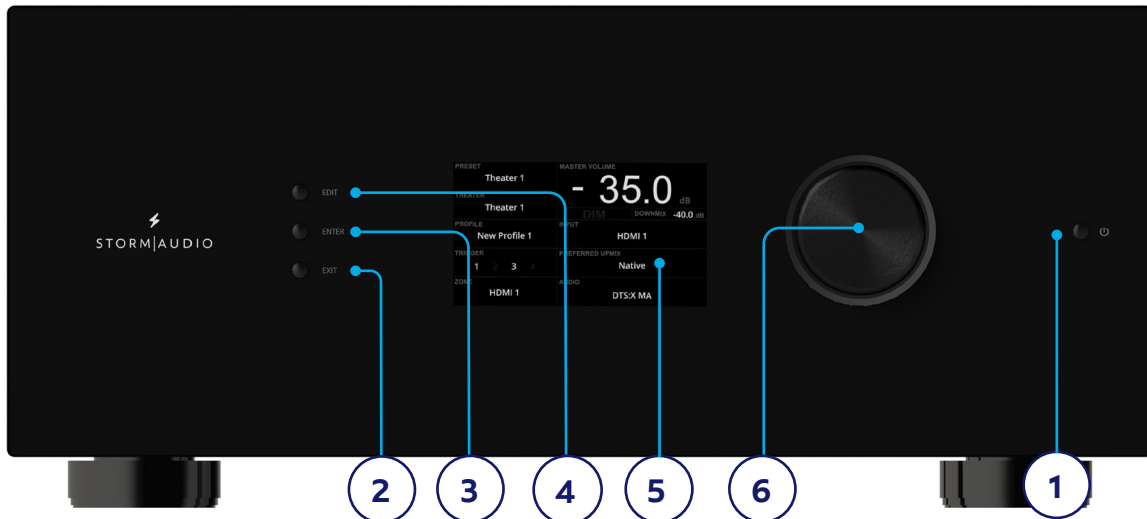 STORM|AUDIO
EDIT
ENTER
EXIT
PRESET
Theater 1
THEATER
Theater 1
PROFILE
New Profile 1
TRIGGER
1 2 3 4
ZONE
HDMI 1
MASTER VOLUME
- 35.0 dB
DIM DOWNMIX -40.0 dB
INPUT
HDMI 1
PREFERRED UPMIX
Native
AUDIO
DTS:X MA
2 3 4 5 6 1